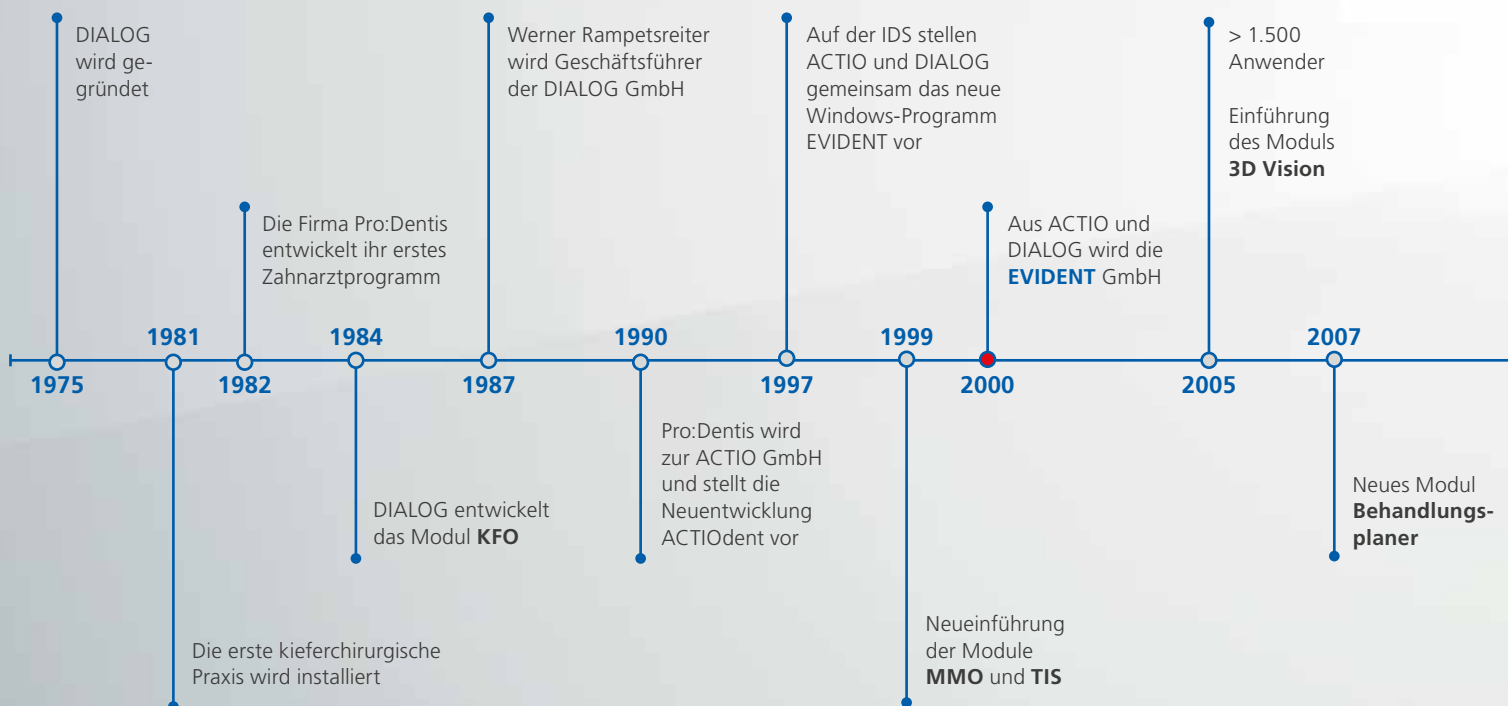 DIALOG
wird ge-
gründet
Werner Rampetsreiter
wird Geschäftsführer
der DIALOG GmbH
Auf der IDS stellen
ACTIO und DIALOG
gemeinsam das neue
Windows-Programm
EVIDENT vor
> 1.500
Anwender
Einführung
des Moduls
3D Vision
Die Firma Pro:Dentis
entwickelt ihr erstes
Zahnarztprogramm
Aus ACTIO und
DIALOG wird die
EVIDENT GmbH
1981
1984
1990
1999
2007
1975
1982
1987
1997
2000
2005
DIALOG entwickelt
das Modul KFO
Pro:Dentis wird
zur ACTIO GmbH
und stellt die
Neuentwicklung
ACTIOdent vor
Neues Modul
Behandlungs-
planer
Die erste kieferchirurgische
Praxis wird installiert
Neueinführung
der Module
MMO und TIS